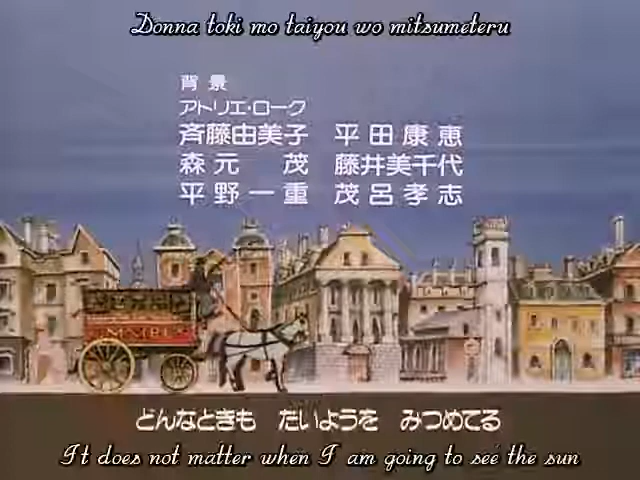 Donna toki mo taiyou wo mitsumeteru
背景
アトリエ・ローク
斉藤由美子 平田康恵
森元 茂 藤井美千代
平野一重 茂呂孝志
どんなときも たいようを みつめてる
It does not matter when I am going to see the sun